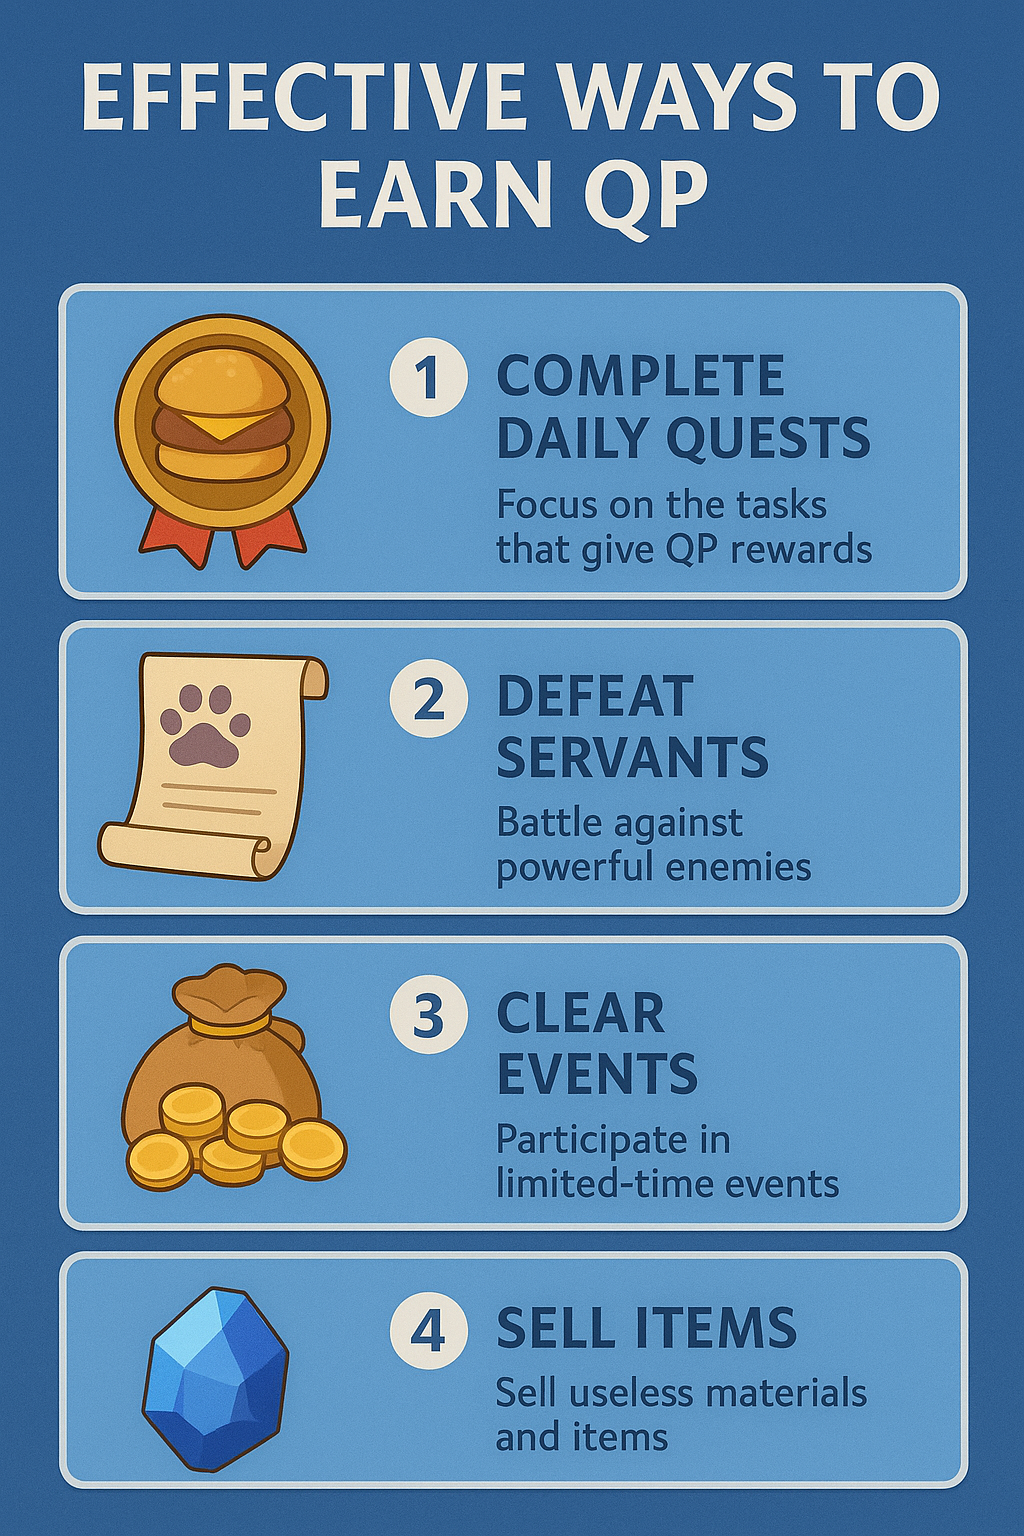 EFFECTIVE WAYS TO
EARN QP
1
COMPLETE
DAILY QUESTS
Focus on the tasks
that give QP rewards
2
DEFEAT
SERVANTS
Battle against
powerful enemies
3
CLEAR
EVENTS
Participate in
limited-time events
4
SELL ITEMS
Sell useless materials
and items